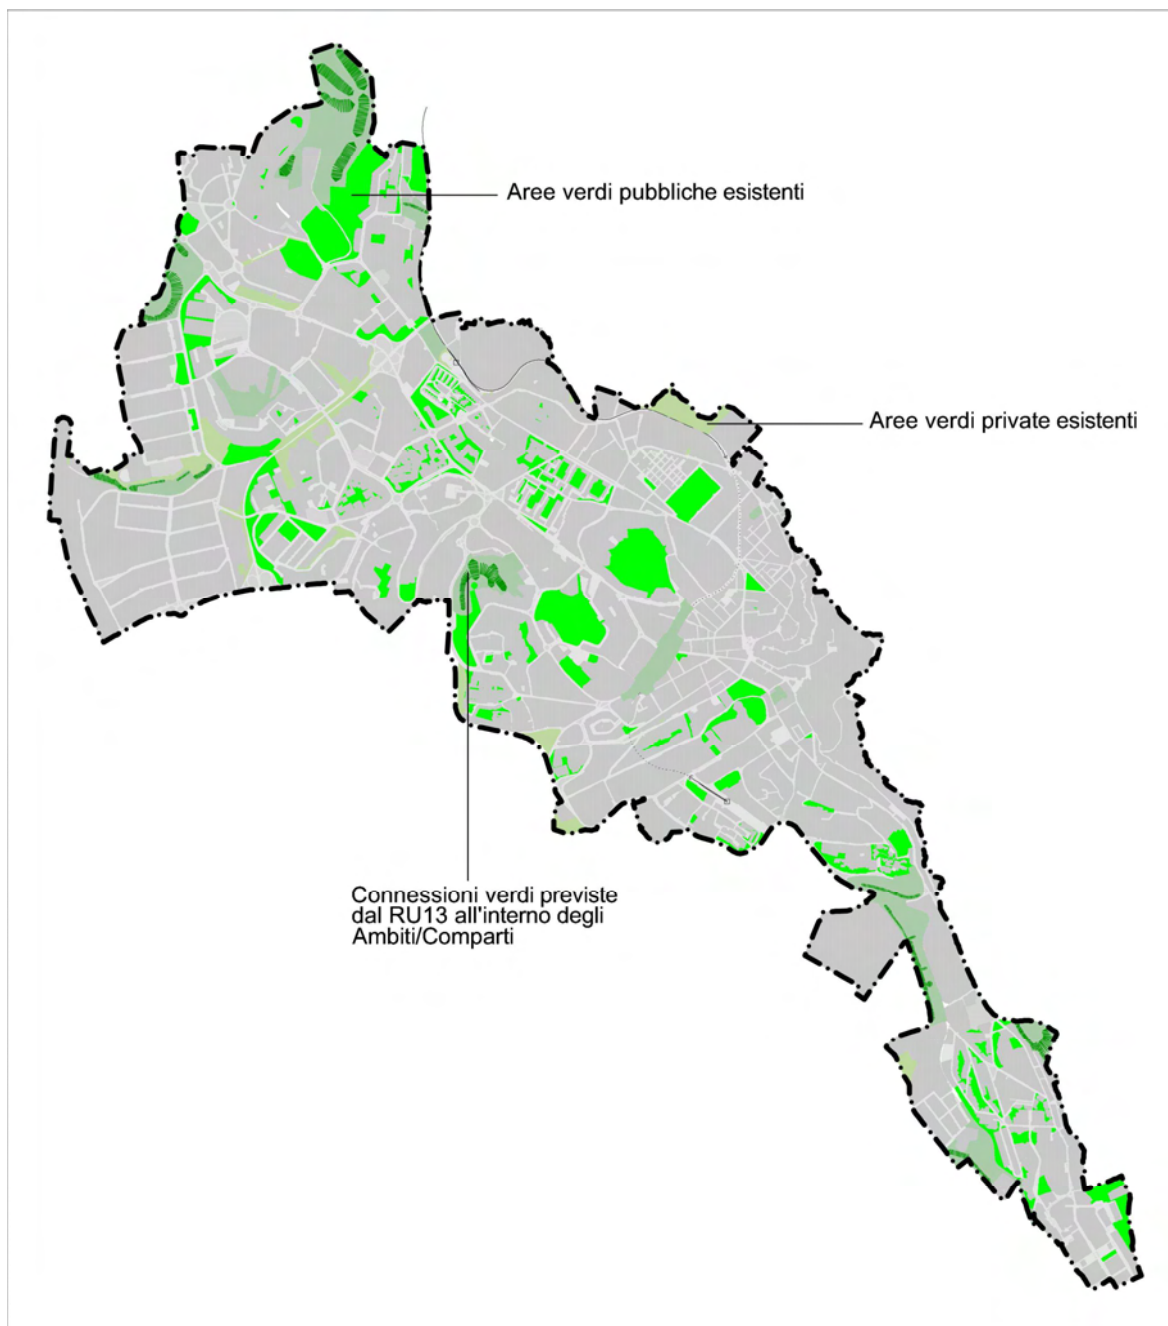 Aree verdi pubbliche esistenti
Aree verdi private esistenti
Connessioni verdi previste
dal RU13 all'interno degli
Ambiti/Comparti